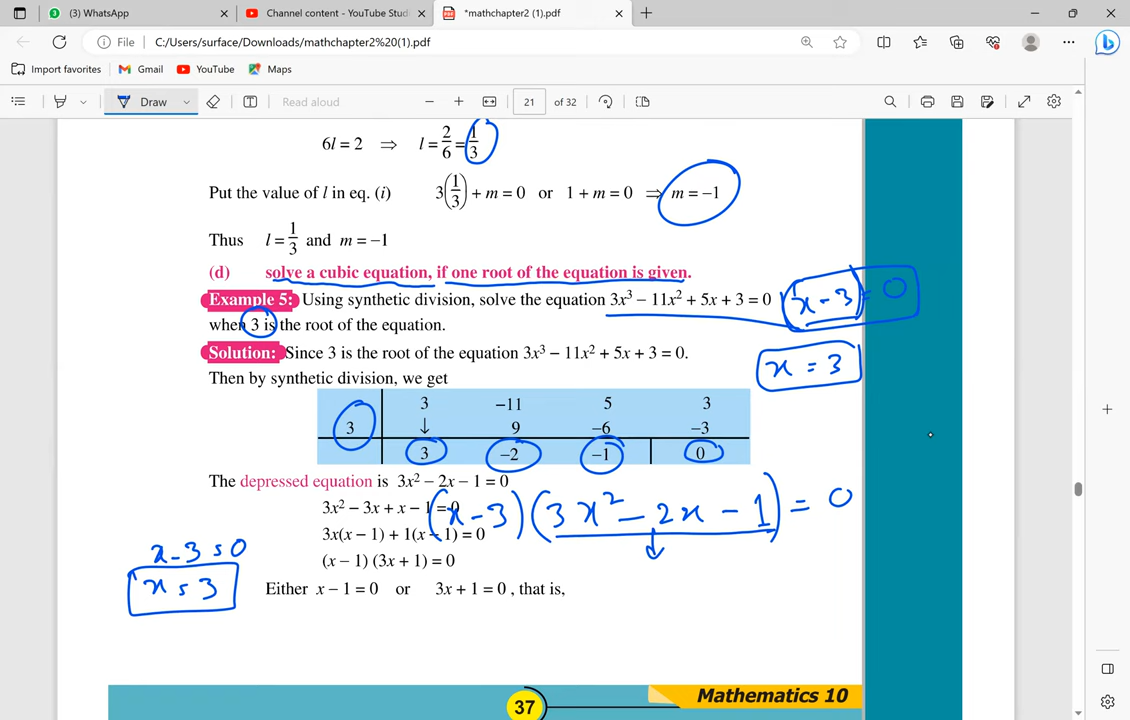 (3) WhatsApp
Channel content - YouTube Studi
*mathchapter2 (1).pdf
File C:/Users/surface/Downloads/mathchapter2%20(1).pdf
Import favorites Gmail YouTube Maps
Draw Read aloud 21 of 32
6l = 2 ⇒ l = 2/6 = 1/3
Put the value of l in eq. (i) 3(1/3) + m = 0 or 1 + m = 0 ⇒ m = –1
Thus l = 1/3 and m = –1
(d) solve a cubic equation, if one root of the equation is given.
Example 5: Using synthetic division, solve the equation 3x³ – 11x² + 5x + 3 = 0
x – 3 = 0
when 3 is the root of the equation.
Solution: Since 3 is the root of the equation 3x³ – 11x² + 5x + 3 = 0.
x = 3
Then by synthetic division, we get
3 –11 5 3
3 ↓ 9 –6 –3
3 –2 –1 0
The depressed equation is 3x² – 2x – 1 = 0
3x² – 3x + x – 1 = 0
(x – 3)(3x² – 2x – 1) = 0
3x(x – 1) + 1(x – 1) = 0
x – 3 = 0
(x – 1) (3x + 1) = 0
x = 3
Either x – 1 = 0 or 3x + 1 = 0 , that is,
37
Mathematics 10